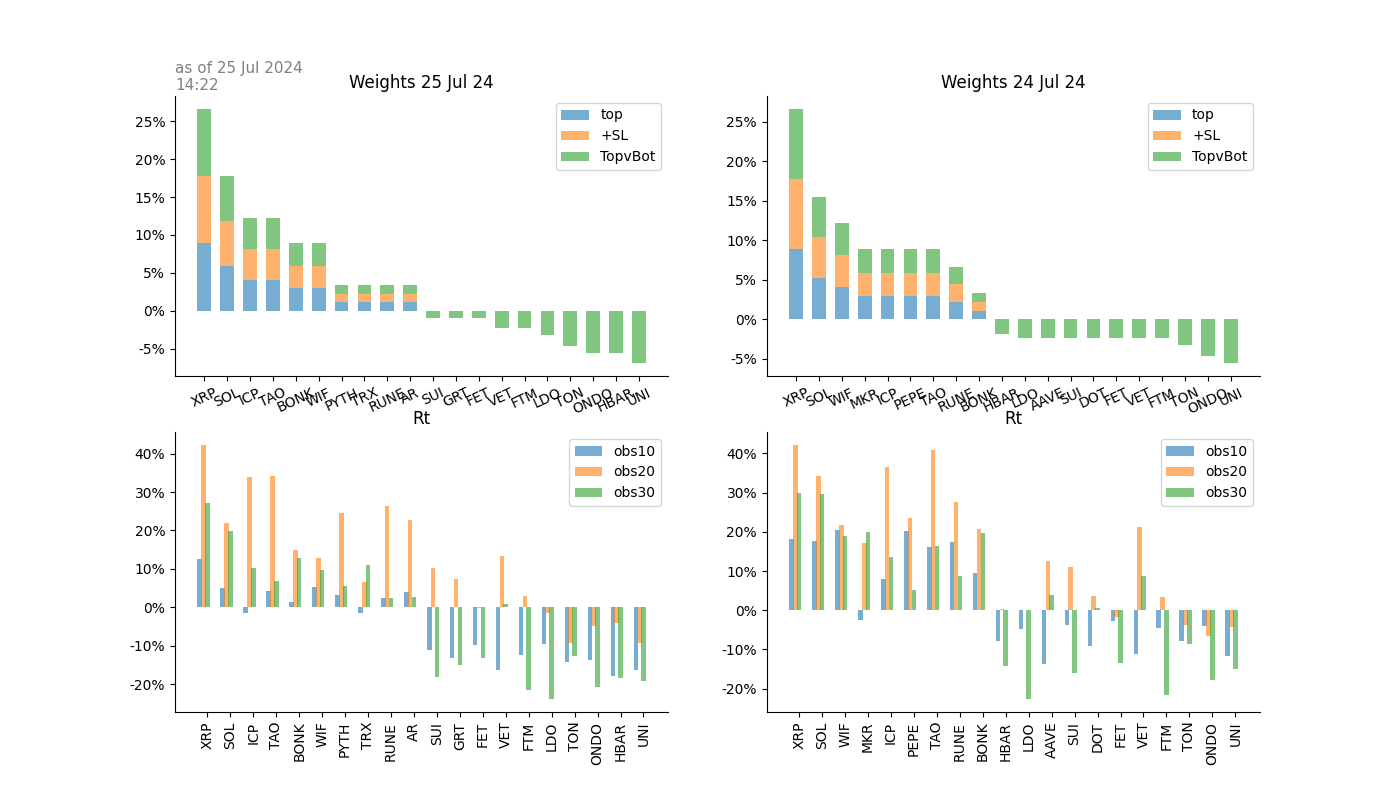 as of 25 Jul 2024
14:22
Weights 25 Jul 24
25%
20%
15%
10%
5%
0%
-5%
top
+SL
TopvBot
XRP SOL ICP TAO BONK WIF PYTH TRX RUNE AR SUI GRT FET VET FTM LDO TON ONDO HBAR UNI
Weights 24 Jul 24
25%
20%
15%
10%
5%
0%
-5%
top
+SL
TopvBot
XRP SOL WIF MKR ICP PEPE TAO RUNE BONK HBAR LDO AAVE SUI DOT FET VET FTM TON ONDO UNI
Rt
40%
30%
20%
10%
0%
-10%
-20%
obs10
obs20
obs30
XRP SOL ICP TAO BONK WIF PYTH TRX RUNE AR SUI GRT FET VET FTM LDO TON ONDO HBAR UNI
Rt
40%
30%
20%
10%
0%
-10%
-20%
obs10
obs20
obs30
XRP SOL WIF MKR ICP PEPE TAO RUNE BONK HBAR LDO AAVE SUI DOT FET VET FTM TON ONDO UNI